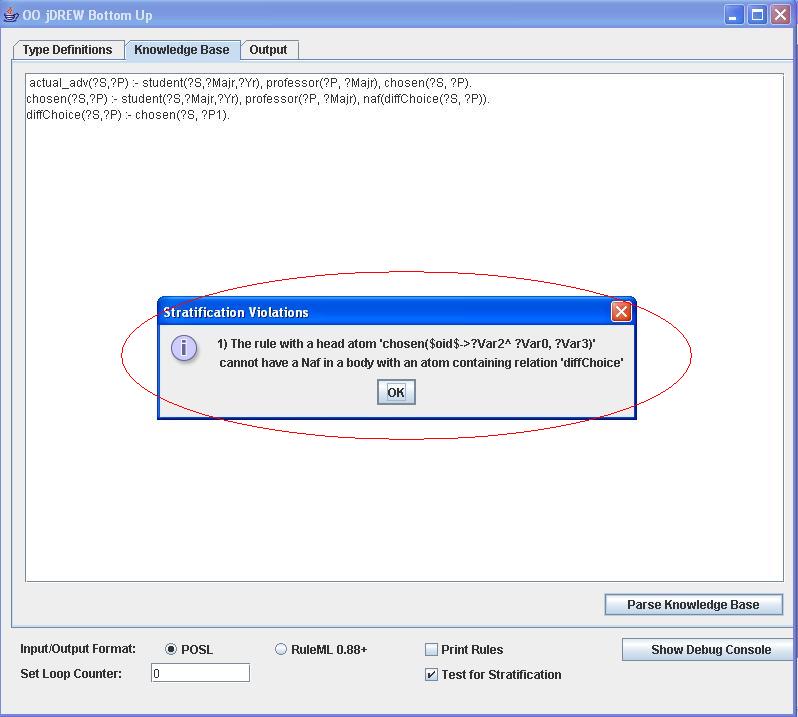 OO jDREW Bottom Up
Type Definitions Knowledge Base Output
actual_adv(?S,?P) :- student(?S,?Majr,?Yr), professor(?P, ?Majr), chosen(?S, ?P).
chosen(?S,?P) :- student(?S,?Majr,?Yr), professor(?P, ?Majr), naf(diffChoice(?S, ?P)).
diffChoice(?S,?P) :- chosen(?S, ?P1).
Stratification Violations
1) The rule with a head atom 'chosen($oid$->?Var2^ ?Var0, ?Var3)'
cannot have a Naf in a body with an atom containing relation 'diffChoice'
OK
Parse Knowledge Base
Input/Output Format: POSL RuleML 0.88+ Print Rules Show Debug Console
Set Loop Counter: 0 Test for Stratification